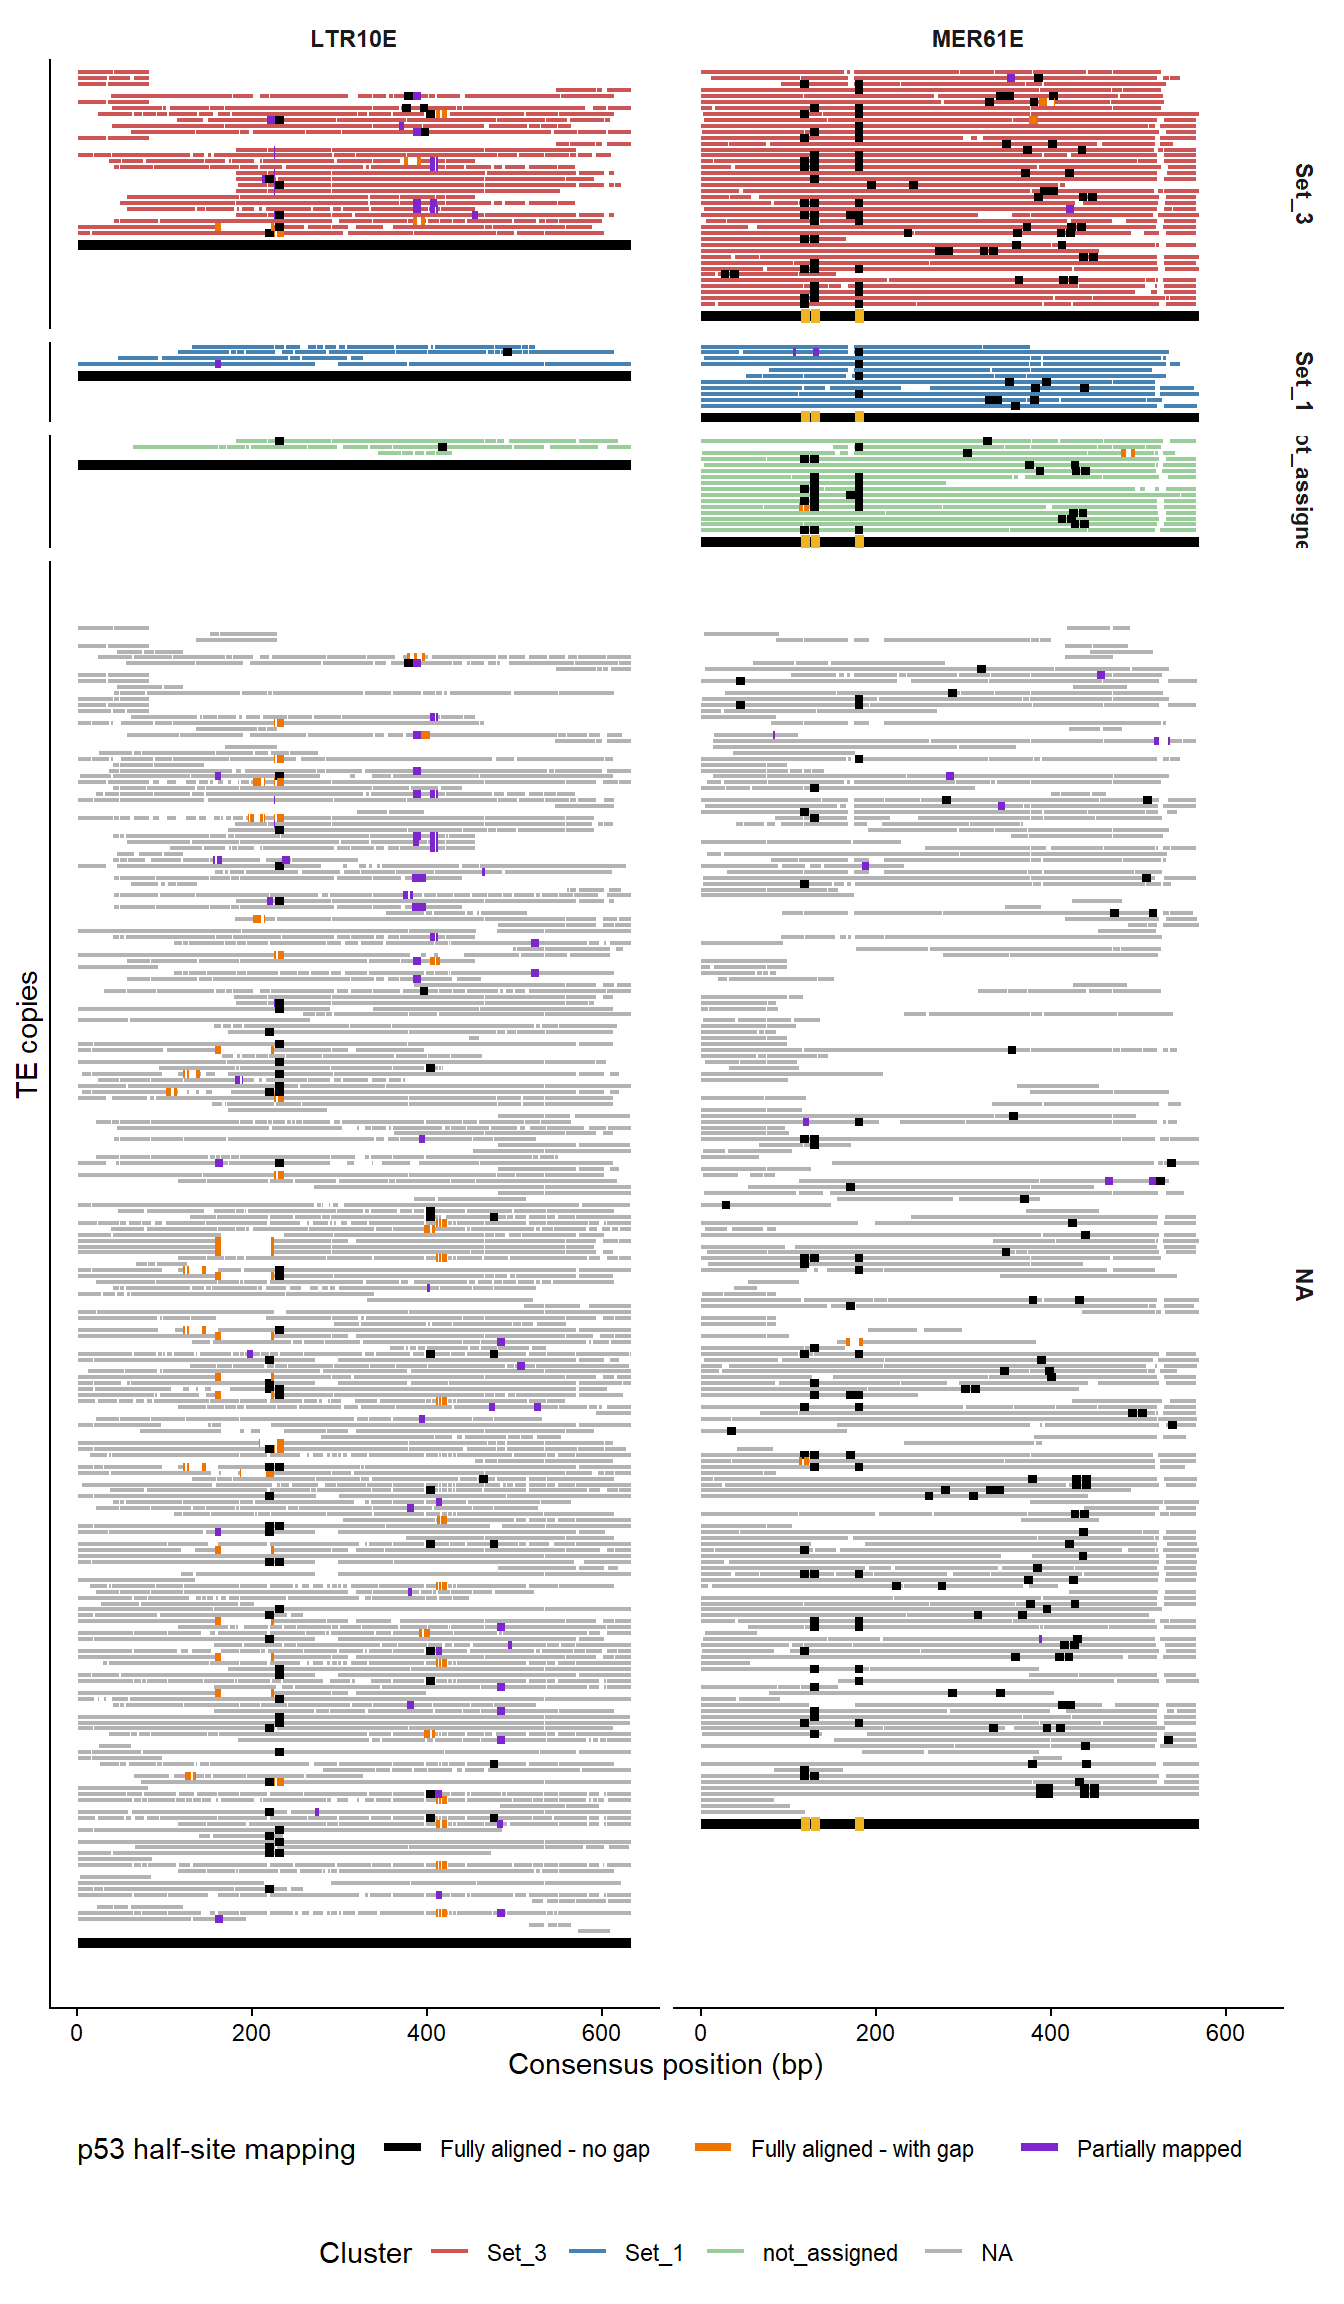 LTR10E
MER61E
Set_3
Set_1
ot_assigne
NA
TE copies
0 200 400 600
0 200 400 600
Consensus position (bp)
p53 half-site mapping Fully aligned - no gap Fully aligned - with gap Partially mapped
Cluster Set_3 Set_1 not_assigned NA